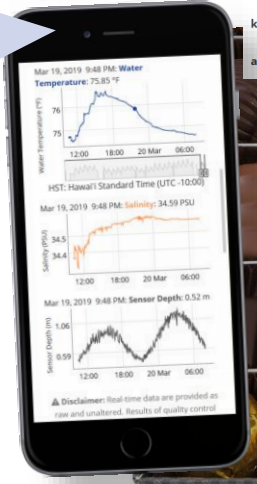 k
a
Mar 19, 2019 9:48 PM: Water
Temperature: 75.85 °F
Water Temperature (°F)
76
75
12:00 18:00 20 Mar 06:00
HST: Hawai'i Standard Time (UTC -10:00)
Mar 19, 2019 9:48 PM: Salinity: 34.59 PSU
Salinity (PSU)
34.5
34.4
12:00 18:00 20 Mar 06:00
Mar 19, 2019 9:48 PM: Sensor Depth: 0.52 m
Sensor Depth (m)
1.06
0.59
12:00 18:00 20 Mar 06:00
Disclaimer: Real-time data are provided as
raw and unaltered. Results of quality control